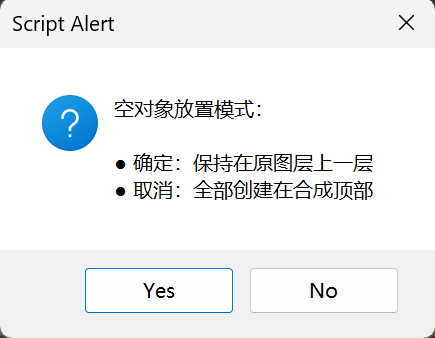 Script Alert
空对象放置模式：
● 确定：保持在原图层上一层
● 取消：全部创建在合成顶部
Yes
No